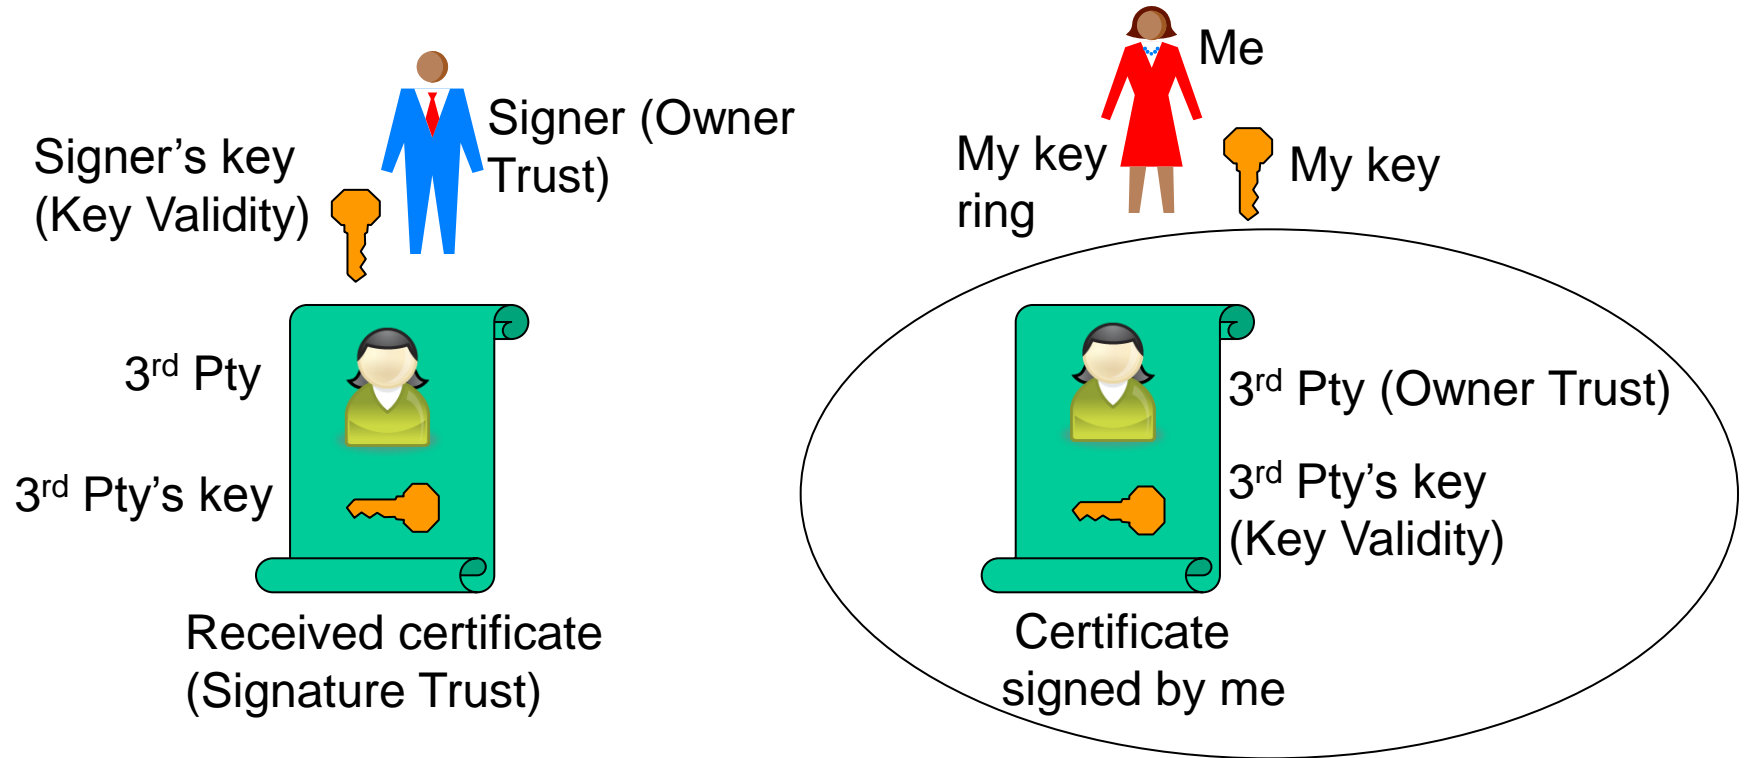 Signer (Owner
Trust)
Signer’s key
(Key Validity)
3rd Pty
3rd Pty’s key
Received certificate
(Signature Trust)
Me
My key
ring
My key
3rd Pty (Owner Trust)
3rd Pty’s key
(Key Validity)
Certificate
signed by me